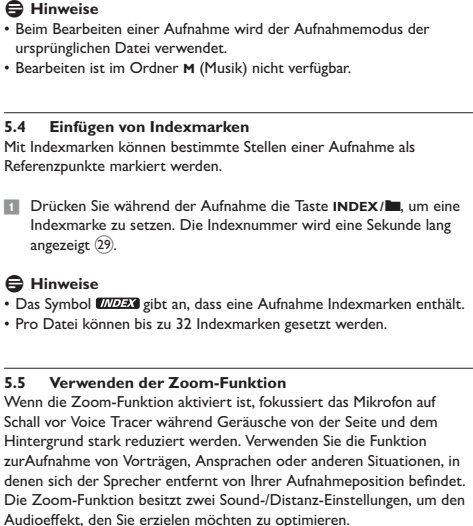 Hinweise
• Beim Bearbeiten einer Aufnahme wird der Aufnahmemodus der
ursprünglichen Datei verwendet.
• Bearbeiten ist im Ordner M (Musik) nicht verfügbar.
5.4 Einfügen von Indexmarken
Mit Indexmarken können bestimmte Stellen einer Aufnahme als
Referenzpunkte markiert werden.
1 Drücken Sie während der Aufnahme die Taste INDEX/, um eine
Indexmarke zu setzen. Die Indexnummer wird eine Sekunde lang
angezeigt 29.
Hinweise
• Das Symbol INDEX gibt an, dass eine Aufnahme Indexmarken enthält.
• Pro Datei können bis zu 32 Indexmarken gesetzt werden.
5.5 Verwenden der Zoom-Funktion
Wenn die Zoom-Funktion aktiviert ist, fokussiert das Mikrofon auf
Schall vor Voice Tracer während Geräusche von der Seite und dem
Hintergrund stark reduziert werden. Verwenden Sie die Funktion
zurAufnahme von Vorträgen, Ansprachen oder anderen Situationen, in
denen sich der Sprecher entfernt von Ihrer Aufnahmeposition befindet.
Die Zoom-Funktion besitzt zwei Sound-/Distanz-Einstellungen, um den
Audioeffekt, den Sie erzielen möchten zu optimieren.